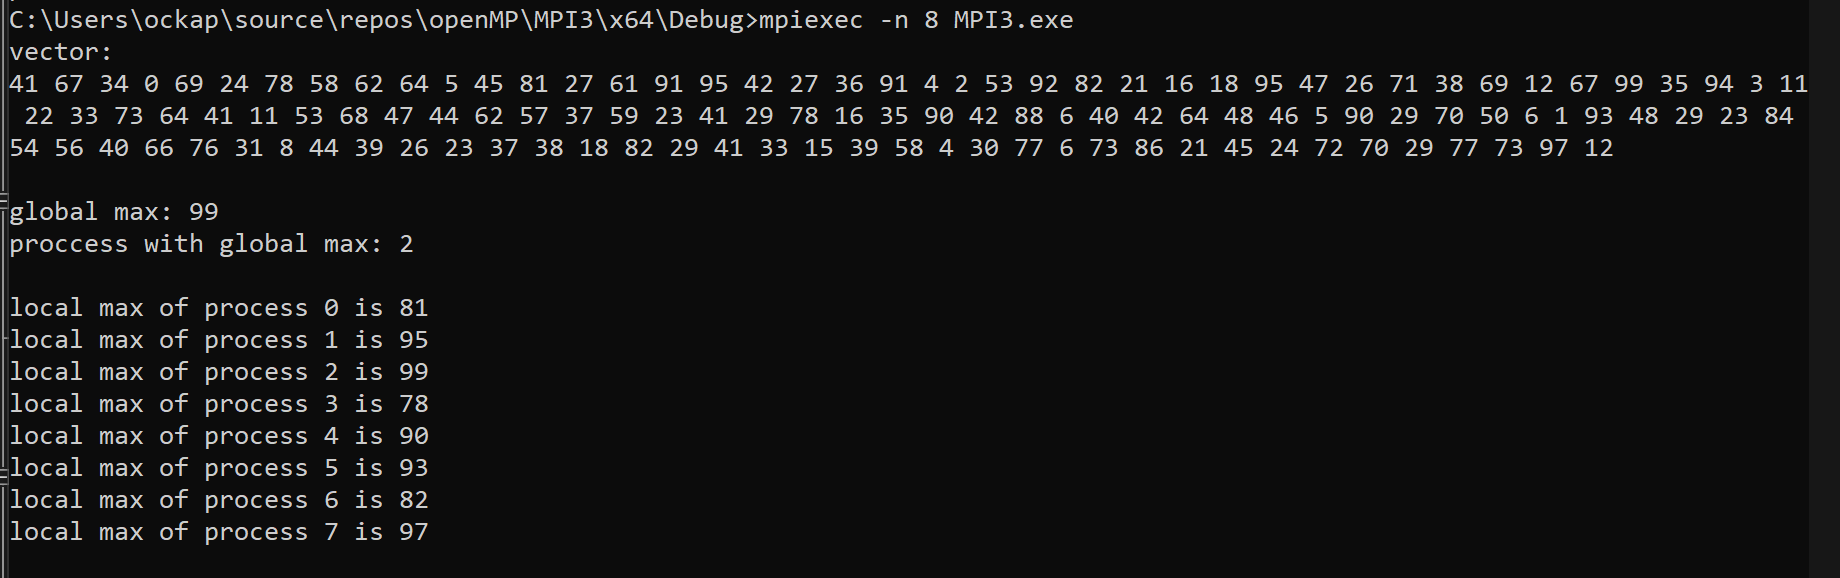 C:\Users\ockap\source\repos\openMP\MPI3\x64\Debug>mpiexec -n 8 MPI3.exe
vector:
41 67 34 0 69 24 78 58 62 64 5 45 81 27 61 91 95 42 27 36 91 4 2 53 92 82 21 16 18 95 47 26 71 38 69 12 67 99 35 94 3 11
22 33 73 64 41 11 53 68 47 44 62 57 37 59 23 41 29 78 16 35 90 42 88 6 40 42 64 48 46 5 90 29 70 50 6 1 93 48 29 23 84
54 56 40 66 76 31 8 44 39 26 23 37 38 18 82 29 41 33 15 39 58 4 30 77 6 73 86 21 45 24 72 70 29 77 73 97 12
global max: 99
proccess with global max: 2
local max of process 0 is 81
local max of process 1 is 95
local max of process 2 is 99
local max of process 3 is 78
local max of process 4 is 90
local max of process 5 is 93
local max of process 6 is 82
local max of process 7 is 97